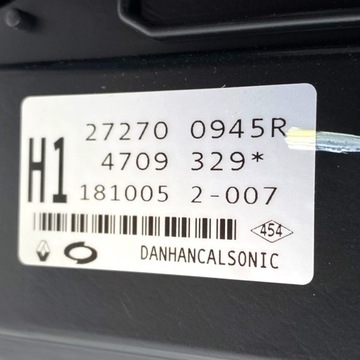 H1
27270 0945R
4709 329*
181005 2-007
454
DANHANCALSONIC